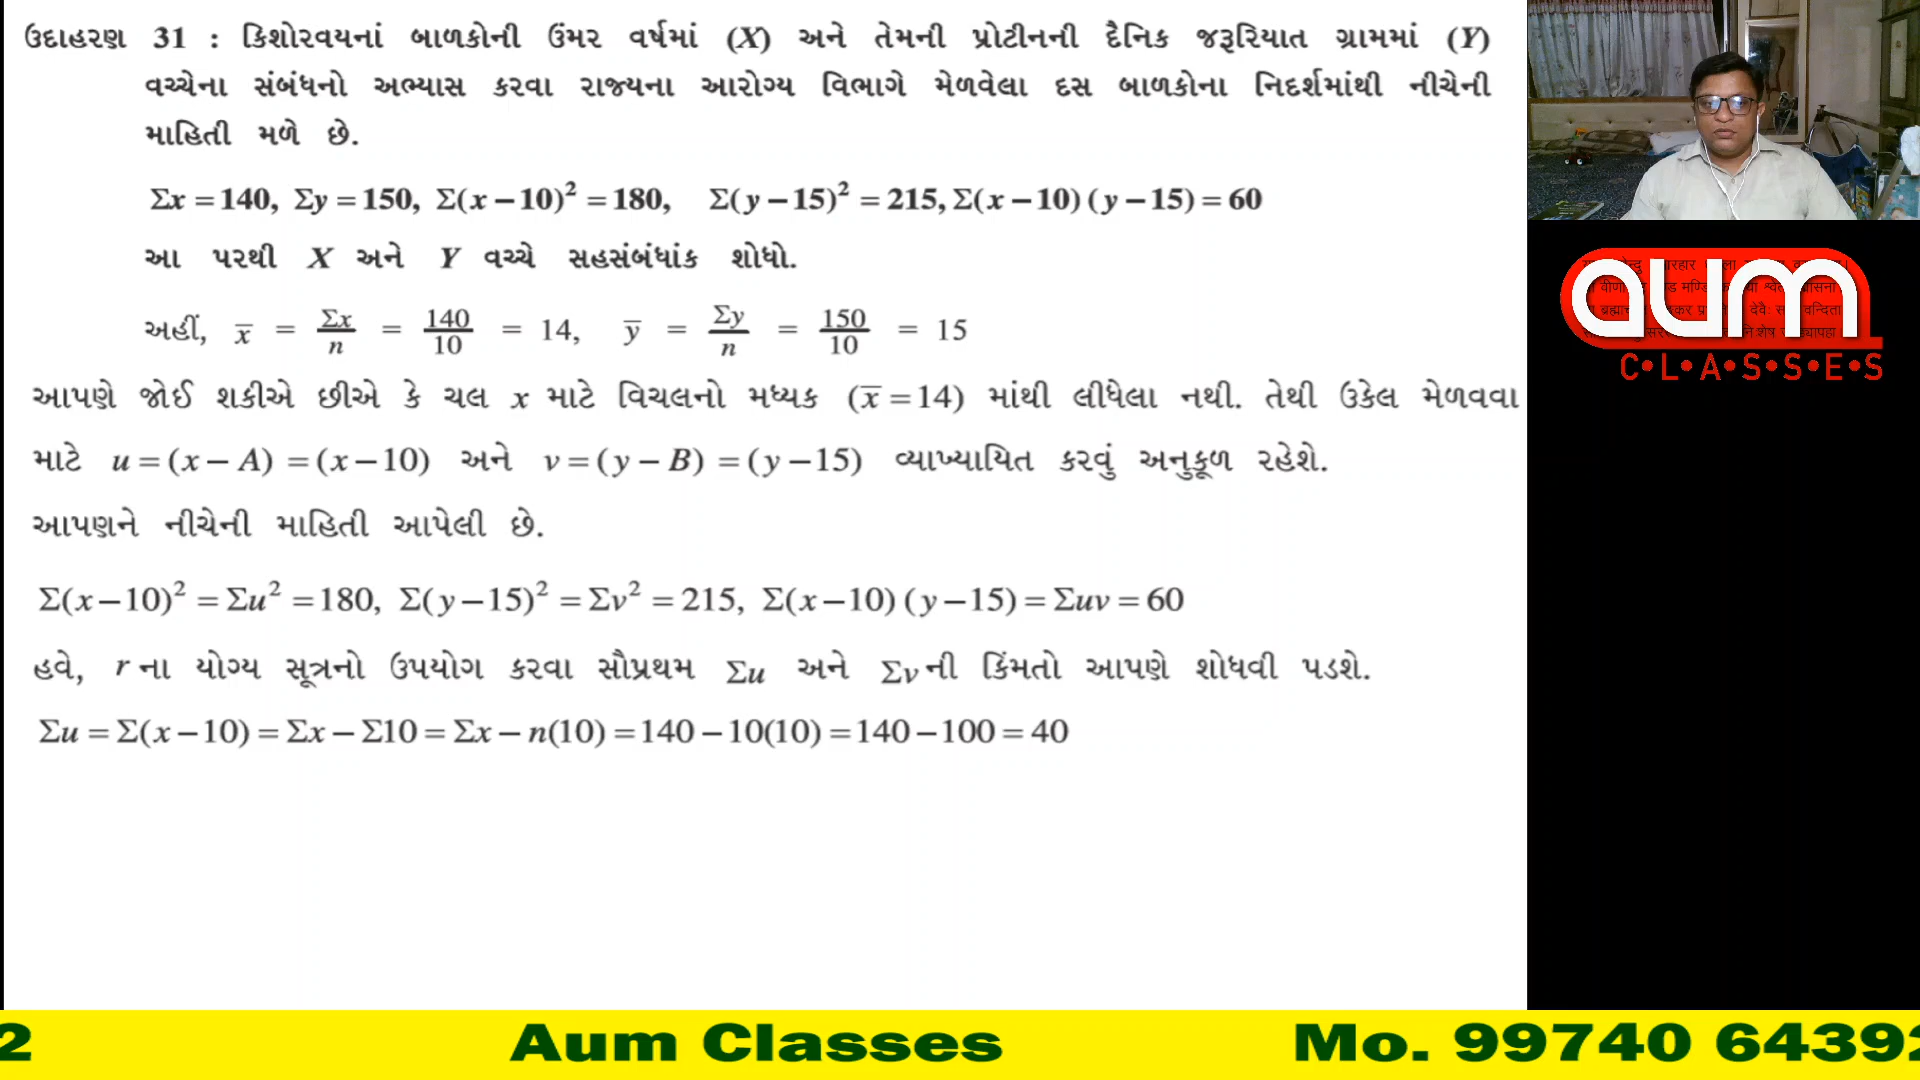 ઉદાહરણ 31 : કિશોરવયનાં બાળકોની ઉંમર વર્ષમાં (X) અને તેમની પ્રોટીનની દૈનિક જરૂરિયાત ગ્રામમાં (Y)
વચ્ચેના સંબંધનો અભ્યાસ કરવા રાજ્યના આરોગ્ય વિભાગે મેળવેલા દસ બાળકોના નિદર્શમાંથી નીચેની
માહિતી મળે છે.
Σx = 140, Σy = 150, Σ(x − 10)² = 180, Σ(y − 15)² = 215, Σ(x − 10) (y − 15) = 60
આ પરથી X અને Y વચ્ચે સહસંબંધાંક શોધો.
અહીં, x̅ = Σx/n = 140/10 = 14, y̅ = Σy/n = 150/10 = 15
આપણે જોઈ શકીએ છીએ કે ચલ x માટે વિચલનો મધ્યક (x̅ = 14) માંથી લીધેલા નથી. તેથી ઉકેલ મેળવવા
માટે u = (x − A) = (x − 10) અને v = (y − B) = (y − 15) વ્યાખ્યાયિત કરવું અનુકૂળ રહેશે.
આપણને નીચેની માહિતી આપેલી છે.
Σ(x − 10)² = Σu² = 180, Σ(y − 15)² = Σv² = 215, Σ(x − 10) (y − 15) = Σuv = 60
હવે, r ના યોગ્ય સૂત્રનો ઉપયોગ કરવા સૌપ્રથમ Σu અને Σv ની કિંમતો આપણે શોધવી પડશે.
Σu = Σ(x − 10) = Σx − Σ10 = Σx − n(10) = 140 − 10(10) = 140 − 100 = 40
aum
C•L•A•S•S•E•S
2 Aum Classes Mo. 99740 64392